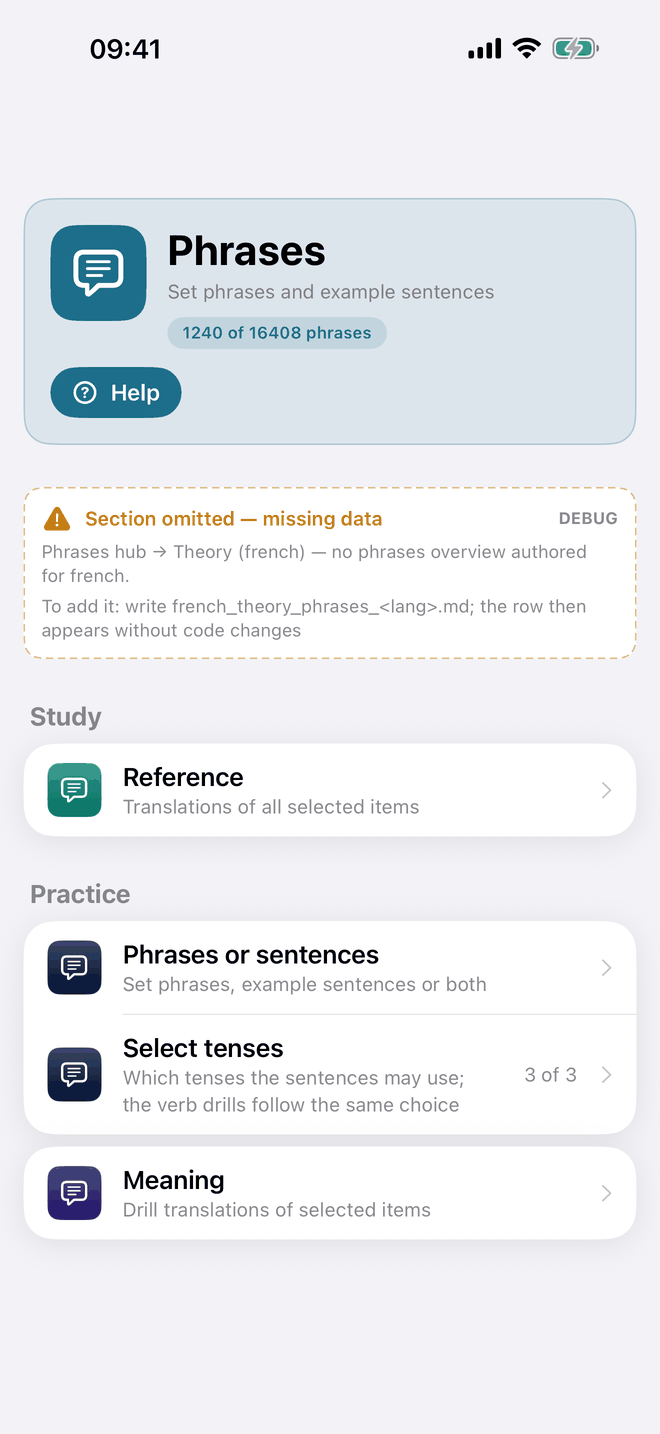 09:41
Phrases
Set phrases and example sentences
1240 of 16408 phrases
Help
Section omitted — missing data
DEBUG
Phrases hub → Theory (french) — no phrases overview authored
for french.
To add it: write french_theory_phrases_<lang>.md; the row then
appears without code changes
Study
Reference
Translations of all selected items
Practice
Phrases or sentences
Set phrases, example sentences or both
Select tenses
Which tenses the sentences may use;
the verb drills follow the same choice
3 of 3
Meaning
Drill translations of selected items